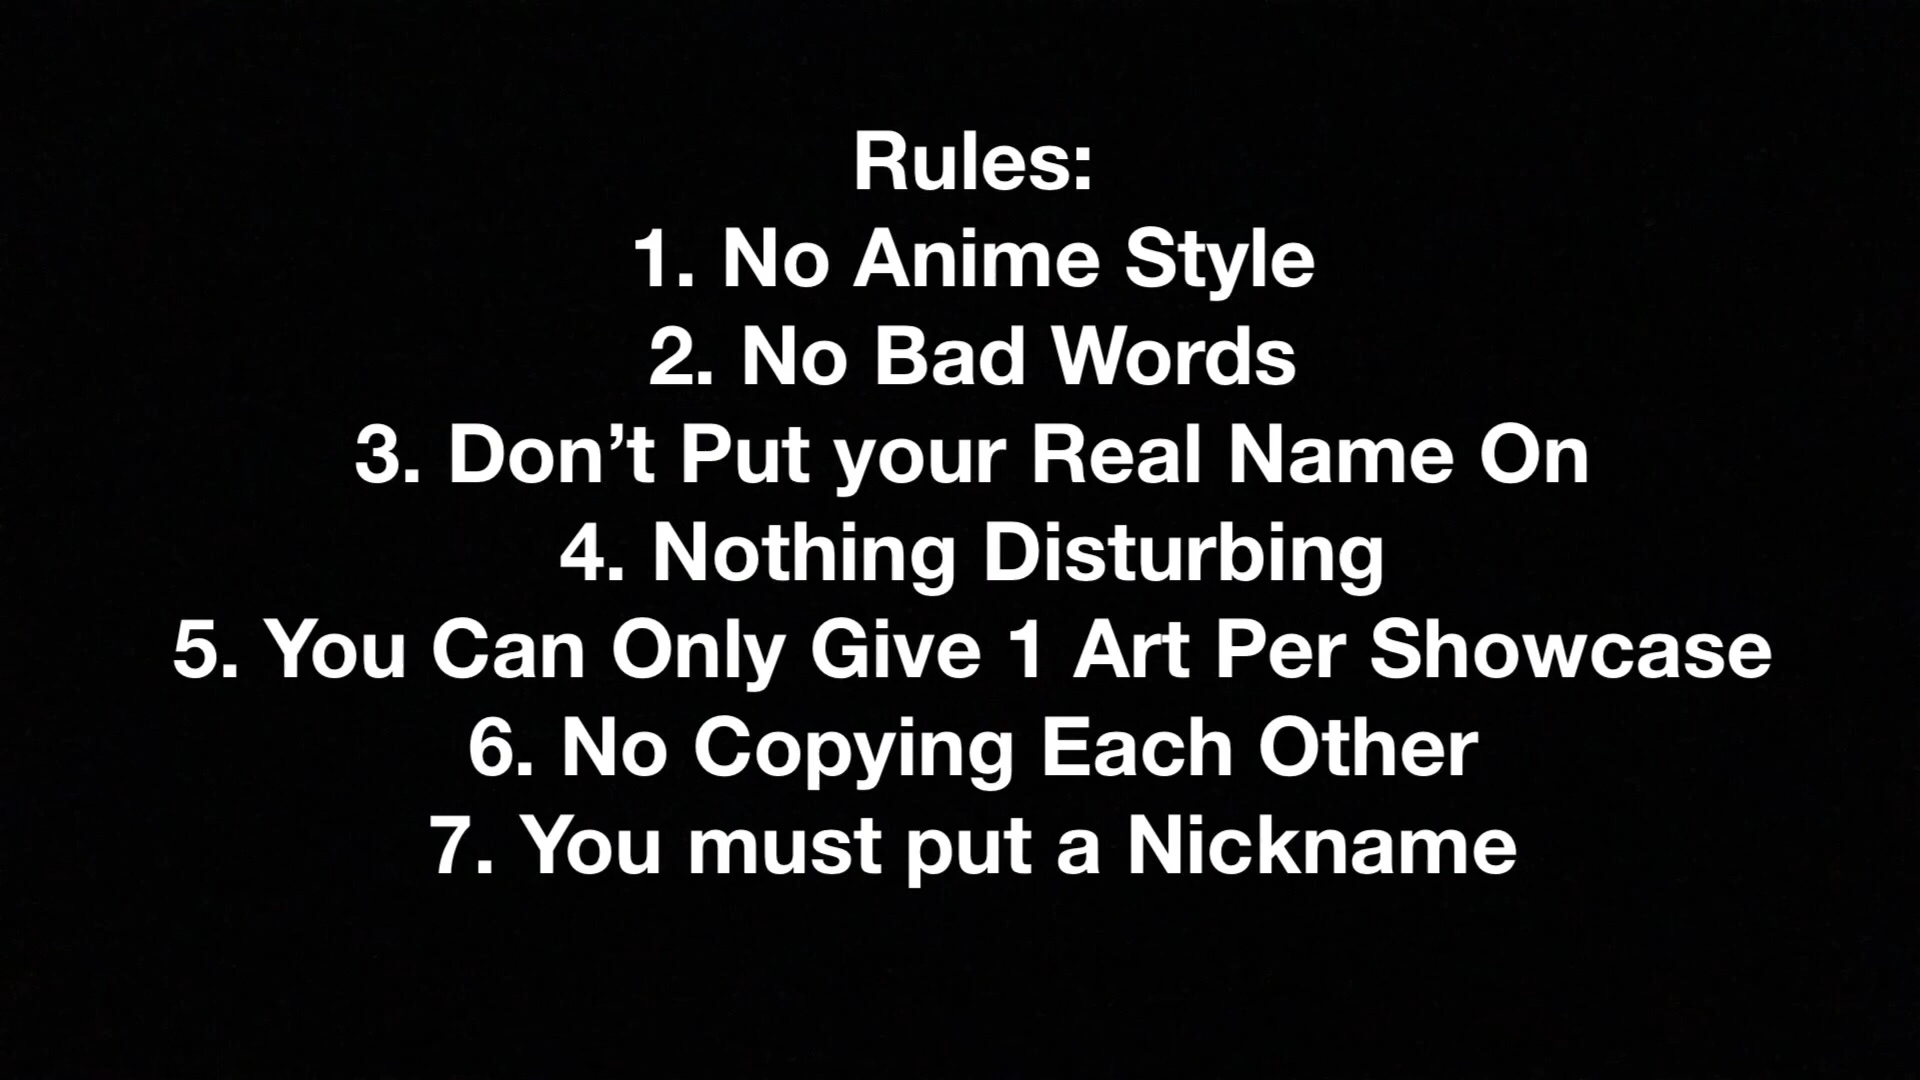 Rules:
1. No Anime Style
2. No Bad Words
3. Don’t Put your Real Name On
4. Nothing Disturbing
5. You Can Only Give 1 Art Per Showcase
6. No Copying Each Other
7. You must put a Nickname